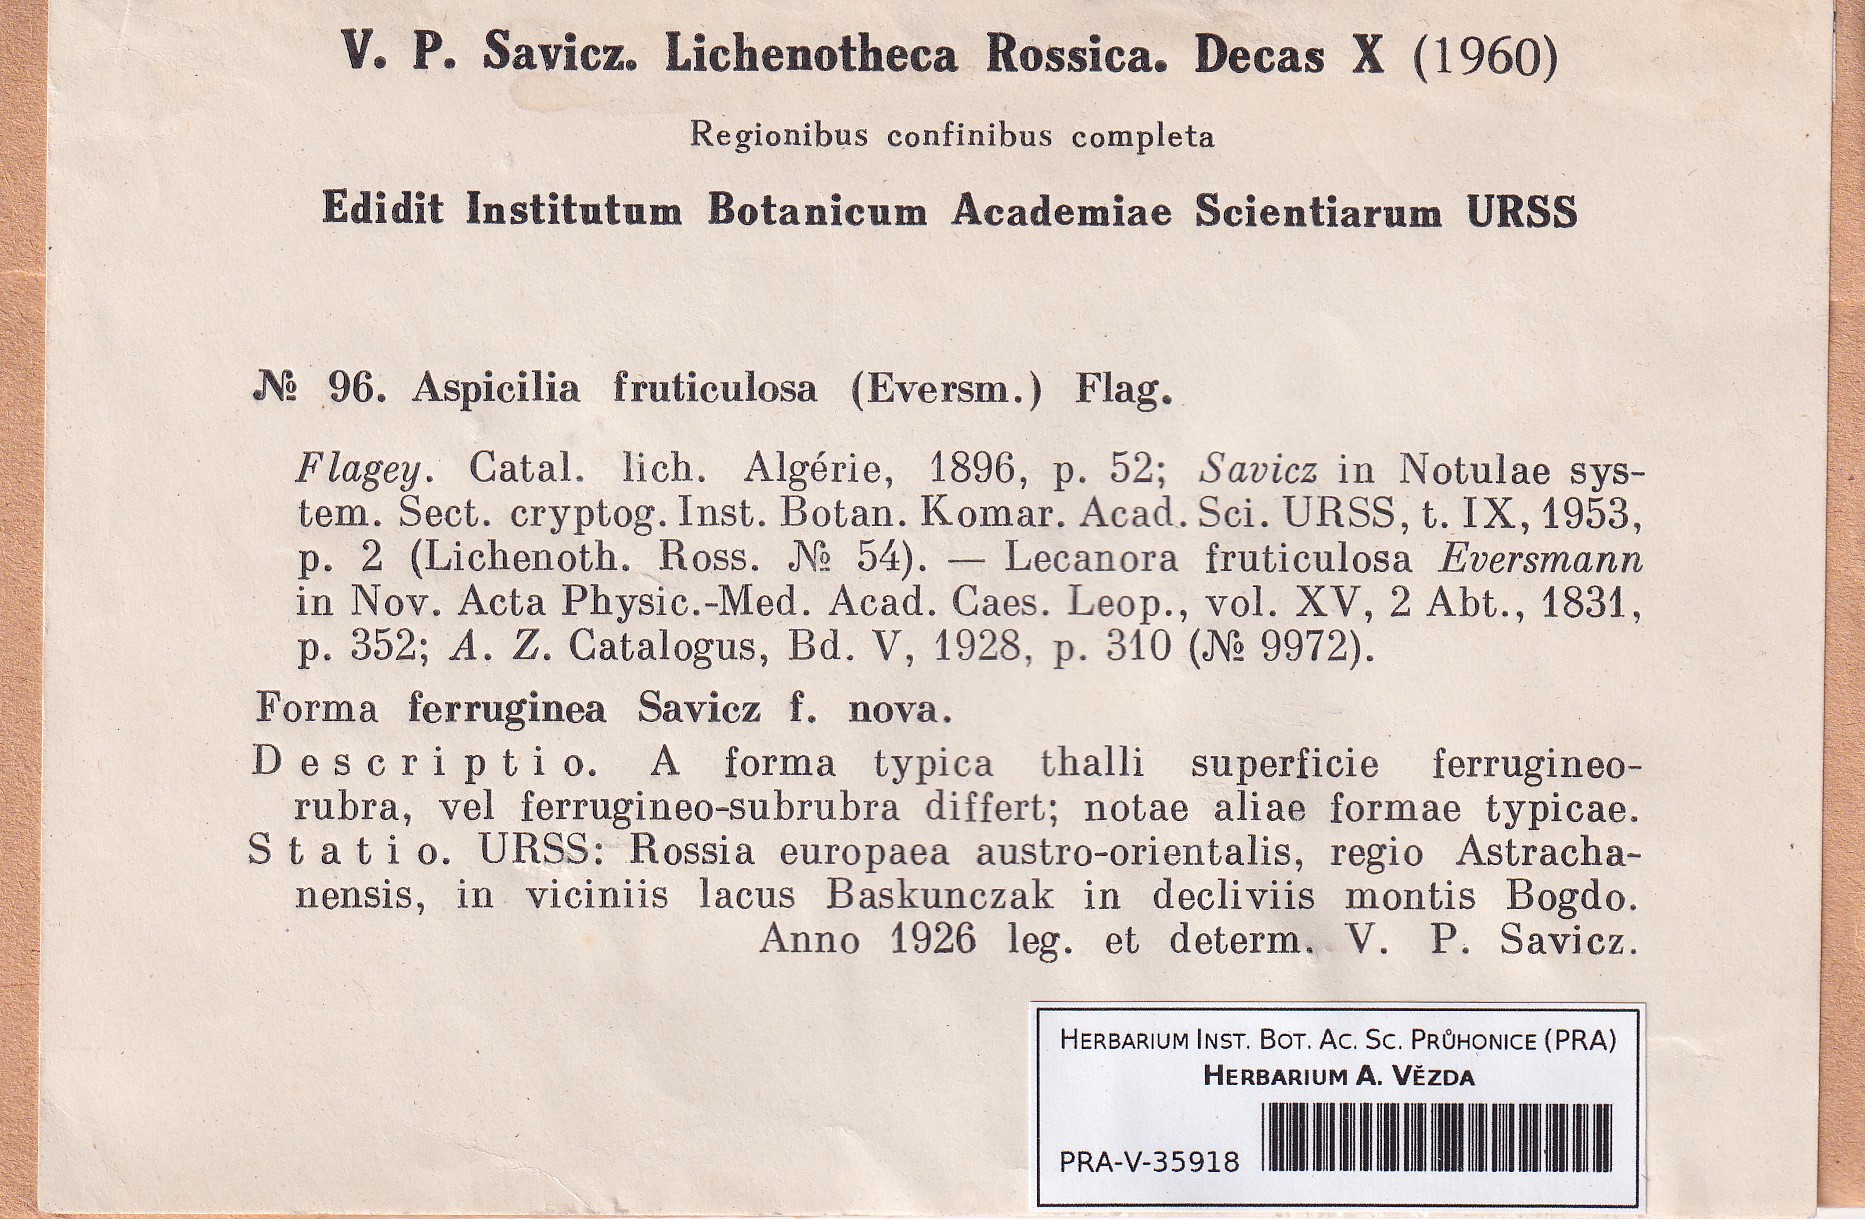 V. P. Savicz. Lichenotheca Rossica. Decas X (1960)
Regionibus confinibus completa
Edidit Institutum Botanicum Academiae Scientiarum URSS
№ 96. Aspicilia fruticulosa (Eversm.) Flag.
Flagey. Catal. lich. Algérie, 1896, p. 52; Savicz in Notulae sys-
tem. Sect. cryptog. Inst. Botan. Komar. Acad. Sci. URSS, t. IX, 1953,
p. 2 (Lichenoth. Ross. № 54). — Lecanora fruticulosa Eversmann
in Nov. Acta Physic.-Med. Acad. Caes. Leop., vol. XV, 2 Abt., 1831,
p. 352; A. Z. Catalogus, Bd. V, 1928, p. 310 (№ 9972).
Forma ferruginea Savicz f. nova.
Descriptio. A forma typica thalli superficie ferrugineo-
rubra, vel ferrugineo-subrubra differt; notae aliae formae typicae.
Statio. URSS: Rossia europaea austro-orientalis, regio Astracha-
nensis, in viciniis lacus Baskunczak in decliviis montis Bogdo.
Anno 1926 leg. et determ. V. P. Savicz.
HERBARIUM INST. BOT. AC. SC. PRŮHONICE (PRA)
HERBARIUM A. VĚZDA
PRA-V-35918